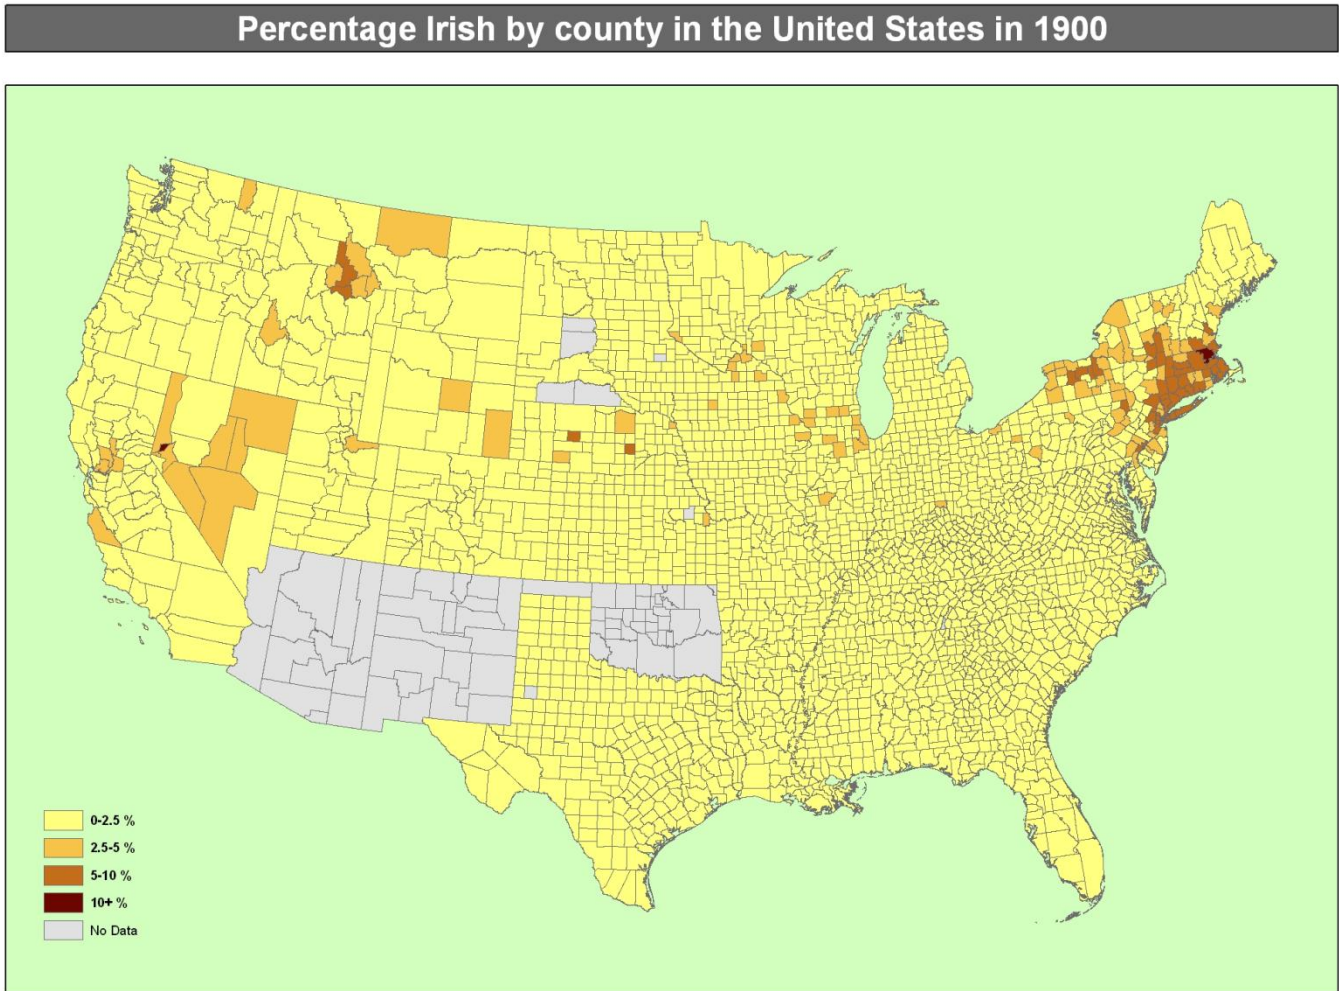 Percentage Irish by county in the United States in 1900
0-2.5 %
2.5-5 %
5-10 %
10+ %
No Data